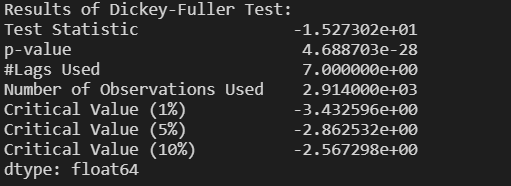 Results of Dickey-Fuller Test:
Test Statistic                -1.527302e+01
p-value                        4.688703e-28
#Lags Used                     7.000000e+00
Number of Observations Used    2.914000e+03
Critical Value (1%)           -3.432596e+00
Critical Value (5%)           -2.862532e+00
Critical Value (10%)          -2.567298e+00
dtype: float64